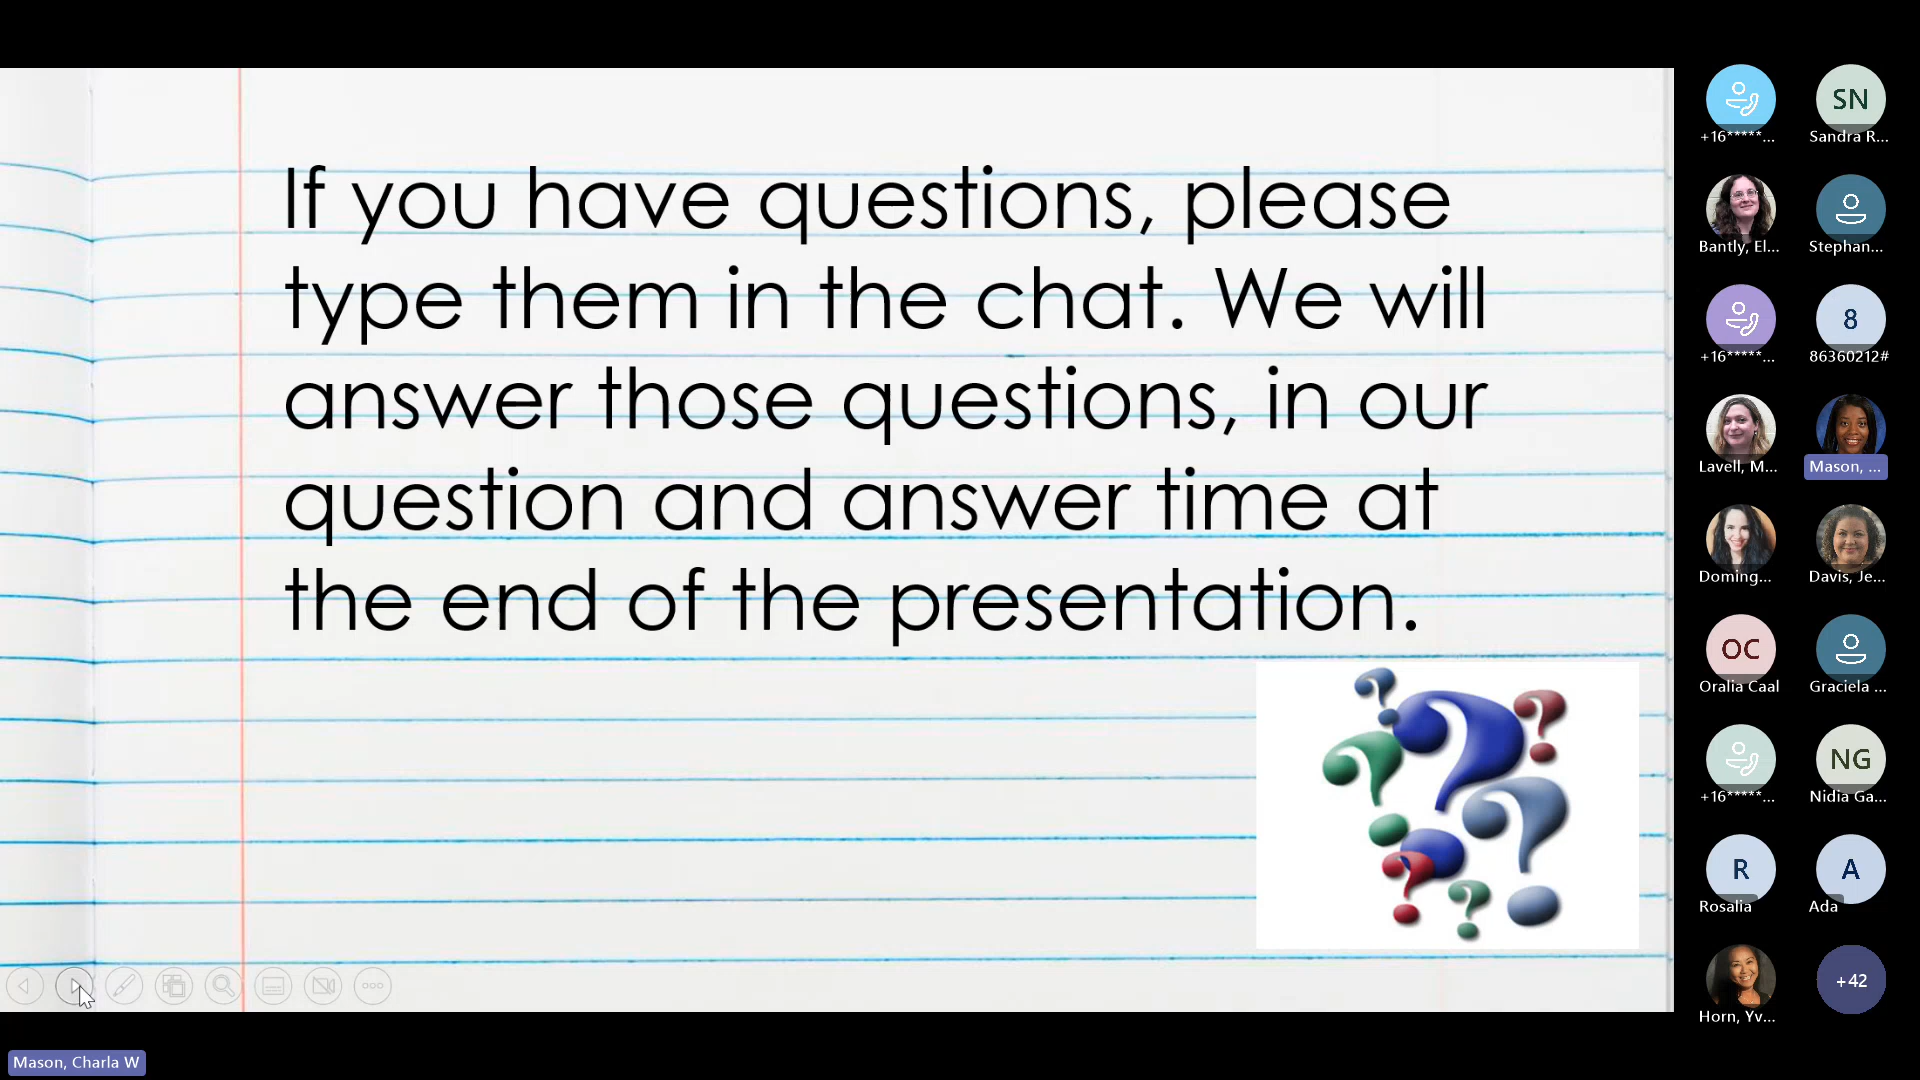 If you have questions, please
type them in the chat. We will
answer those questions, in our
question and answer time at
the end of the presentation.
+16*****...
SN
Sandra R...
Bantly, El...
Stephan...
+16*****...
8
86360212#
Lavell, M...
Mason, ...
Doming...
Davis, Je...
OC
Oralia Caal
Graciela ...
+16*****...
NG
Nidia Ga...
R
Rosalia
A
Ada
Horn, Yv...
+42
Mason, Charla W